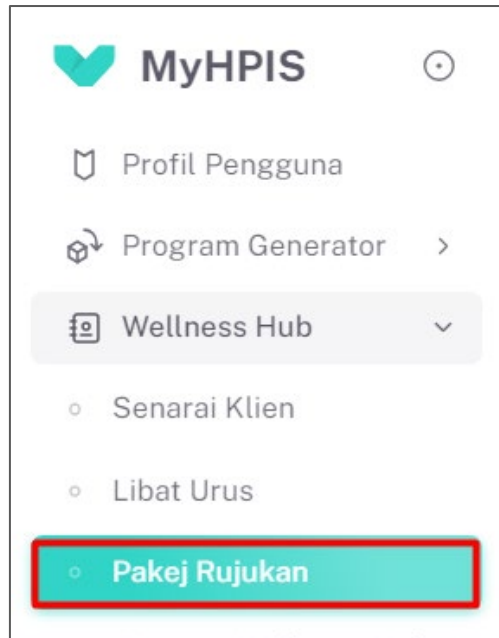 MyHPIS
Profil Pengguna
Program Generator
Wellness Hub
Senarai Klien
Libat Urus
Pakej Rujukan